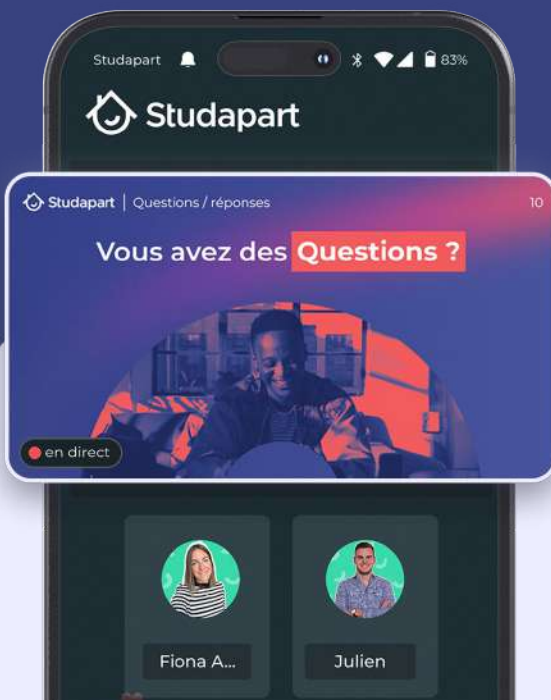 Studapart 83%
Studapart
Studapart | Questions / réponses 10
Vous avez des Questions ?
en direct
Fiona A... Julien